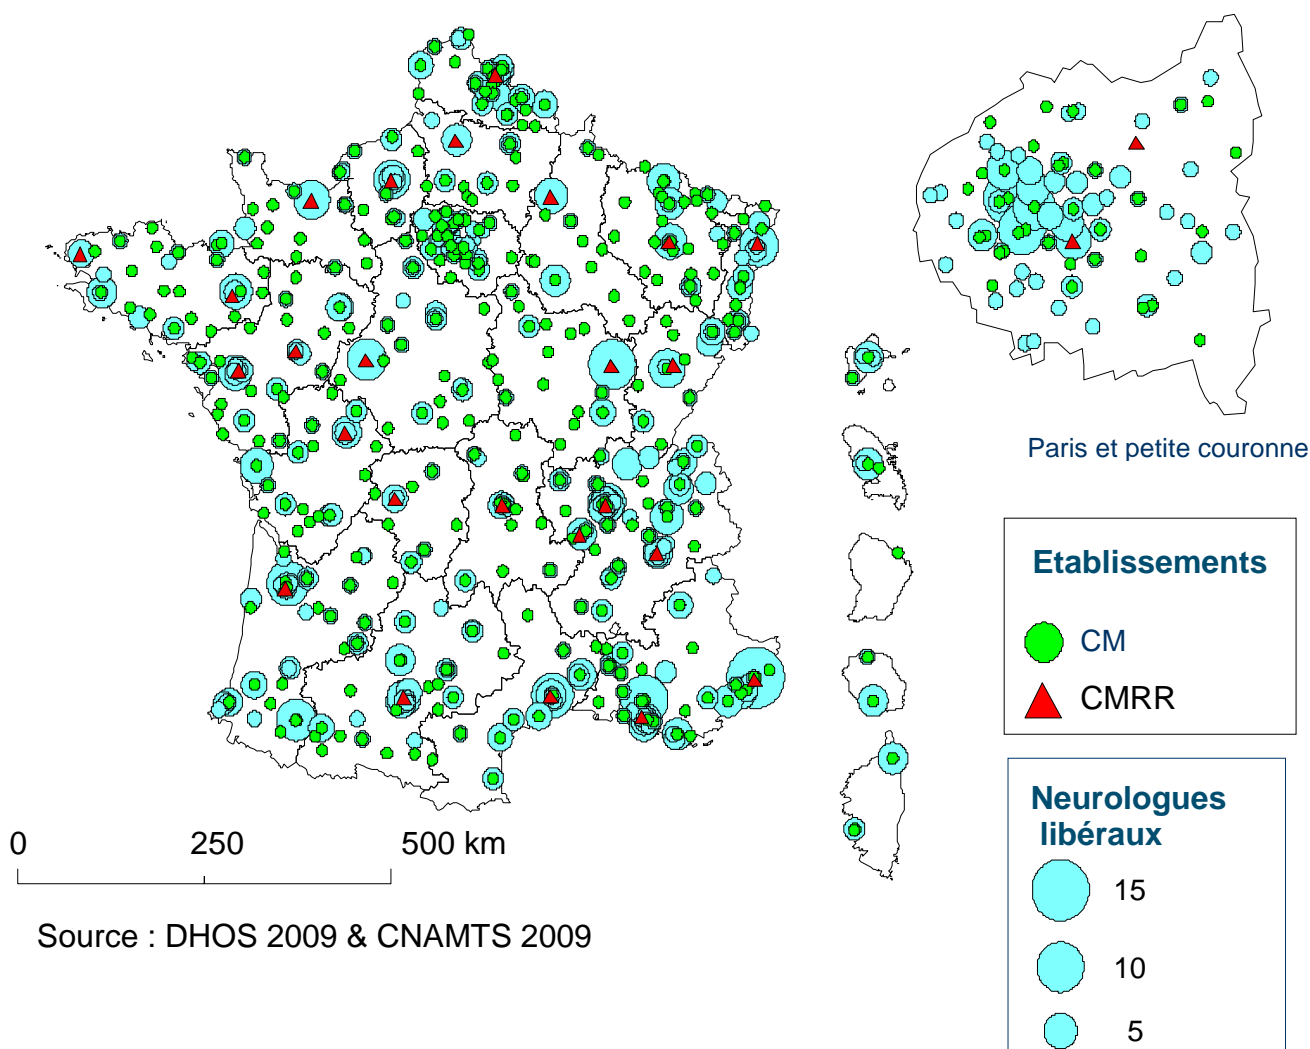 Paris et petite couronne
Etablissements
CM
CMRR
Neurologues
libéraux
15
10
5
0 250 500 km
Source : DHOS 2009 & CNAMTS 2009